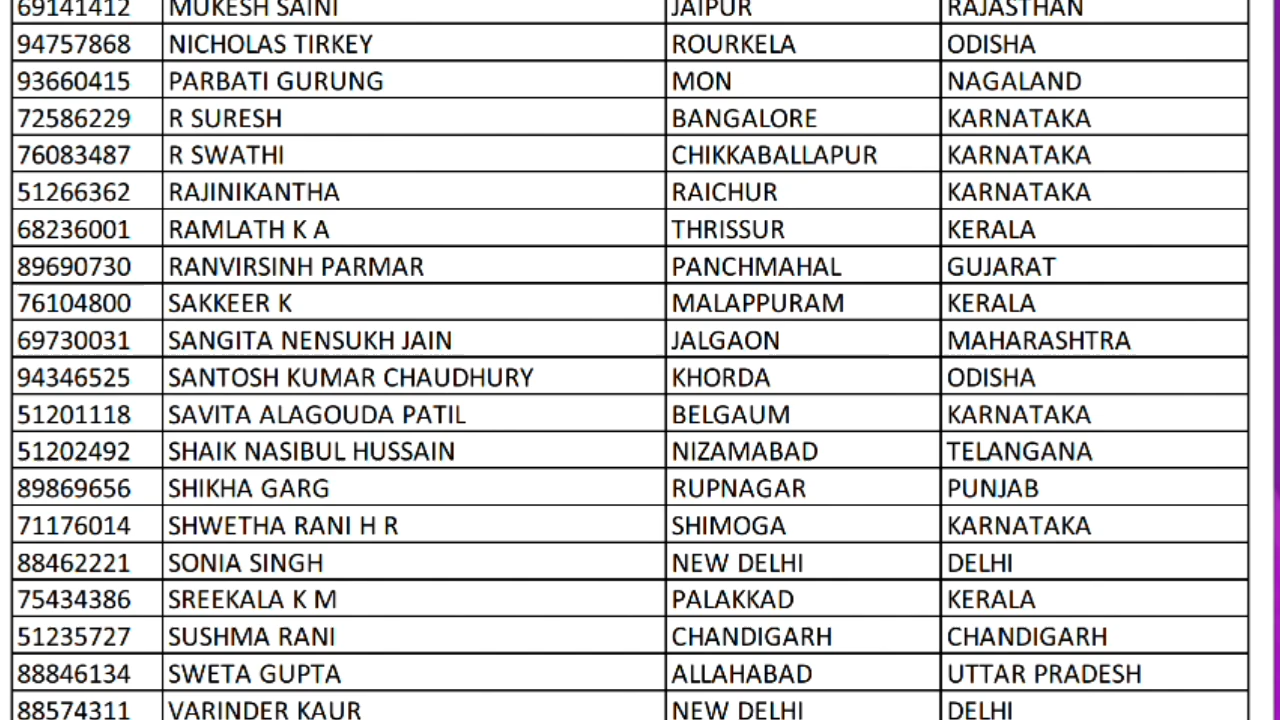 69141412 MUKESH SAINI JAIPUR RAJASTHAN
94757868 NICHOLAS TIRKEY ROURKELA ODISHA
93660415 PARBATI GURUNG MON NAGALAND
72586229 R SURESH BANGALORE KARNATAKA
76083487 R SWATHI CHIKKABALLAPUR KARNATAKA
51266362 RAJINIKANTHA RAICHUR KARNATAKA
68236001 RAMLATH K A THRISSUR KERALA
89690730 RANVIRSINH PARMAR PANCHMAHAL GUJARAT
76104800 SAKKEER K MALAPPURAM KERALA
69730031 SANGITA NENSUKH JAIN JALGAON MAHARASHTRA
94346525 SANTOSH KUMAR CHAUDHURY KHORDA ODISHA
51201118 SAVITA ALAGOUDA PATIL BELGAUM KARNATAKA
51202492 SHAIK NASIBUL HUSSAIN NIZAMABAD TELANGANA
89869656 SHIKHA GARG RUPNAGAR PUNJAB
71176014 SHWETHA RANI H R SHIMOGA KARNATAKA
88462221 SONIA SINGH NEW DELHI DELHI
75434386 SREEKALA K M PALAKKAD KERALA
51235727 SUSHMA RANI CHANDIGARH CHANDIGARH
88846134 SWETA GUPTA ALLAHABAD UTTAR PRADESH
88574311 VARINDER KAUR NEW DELHI DELHI